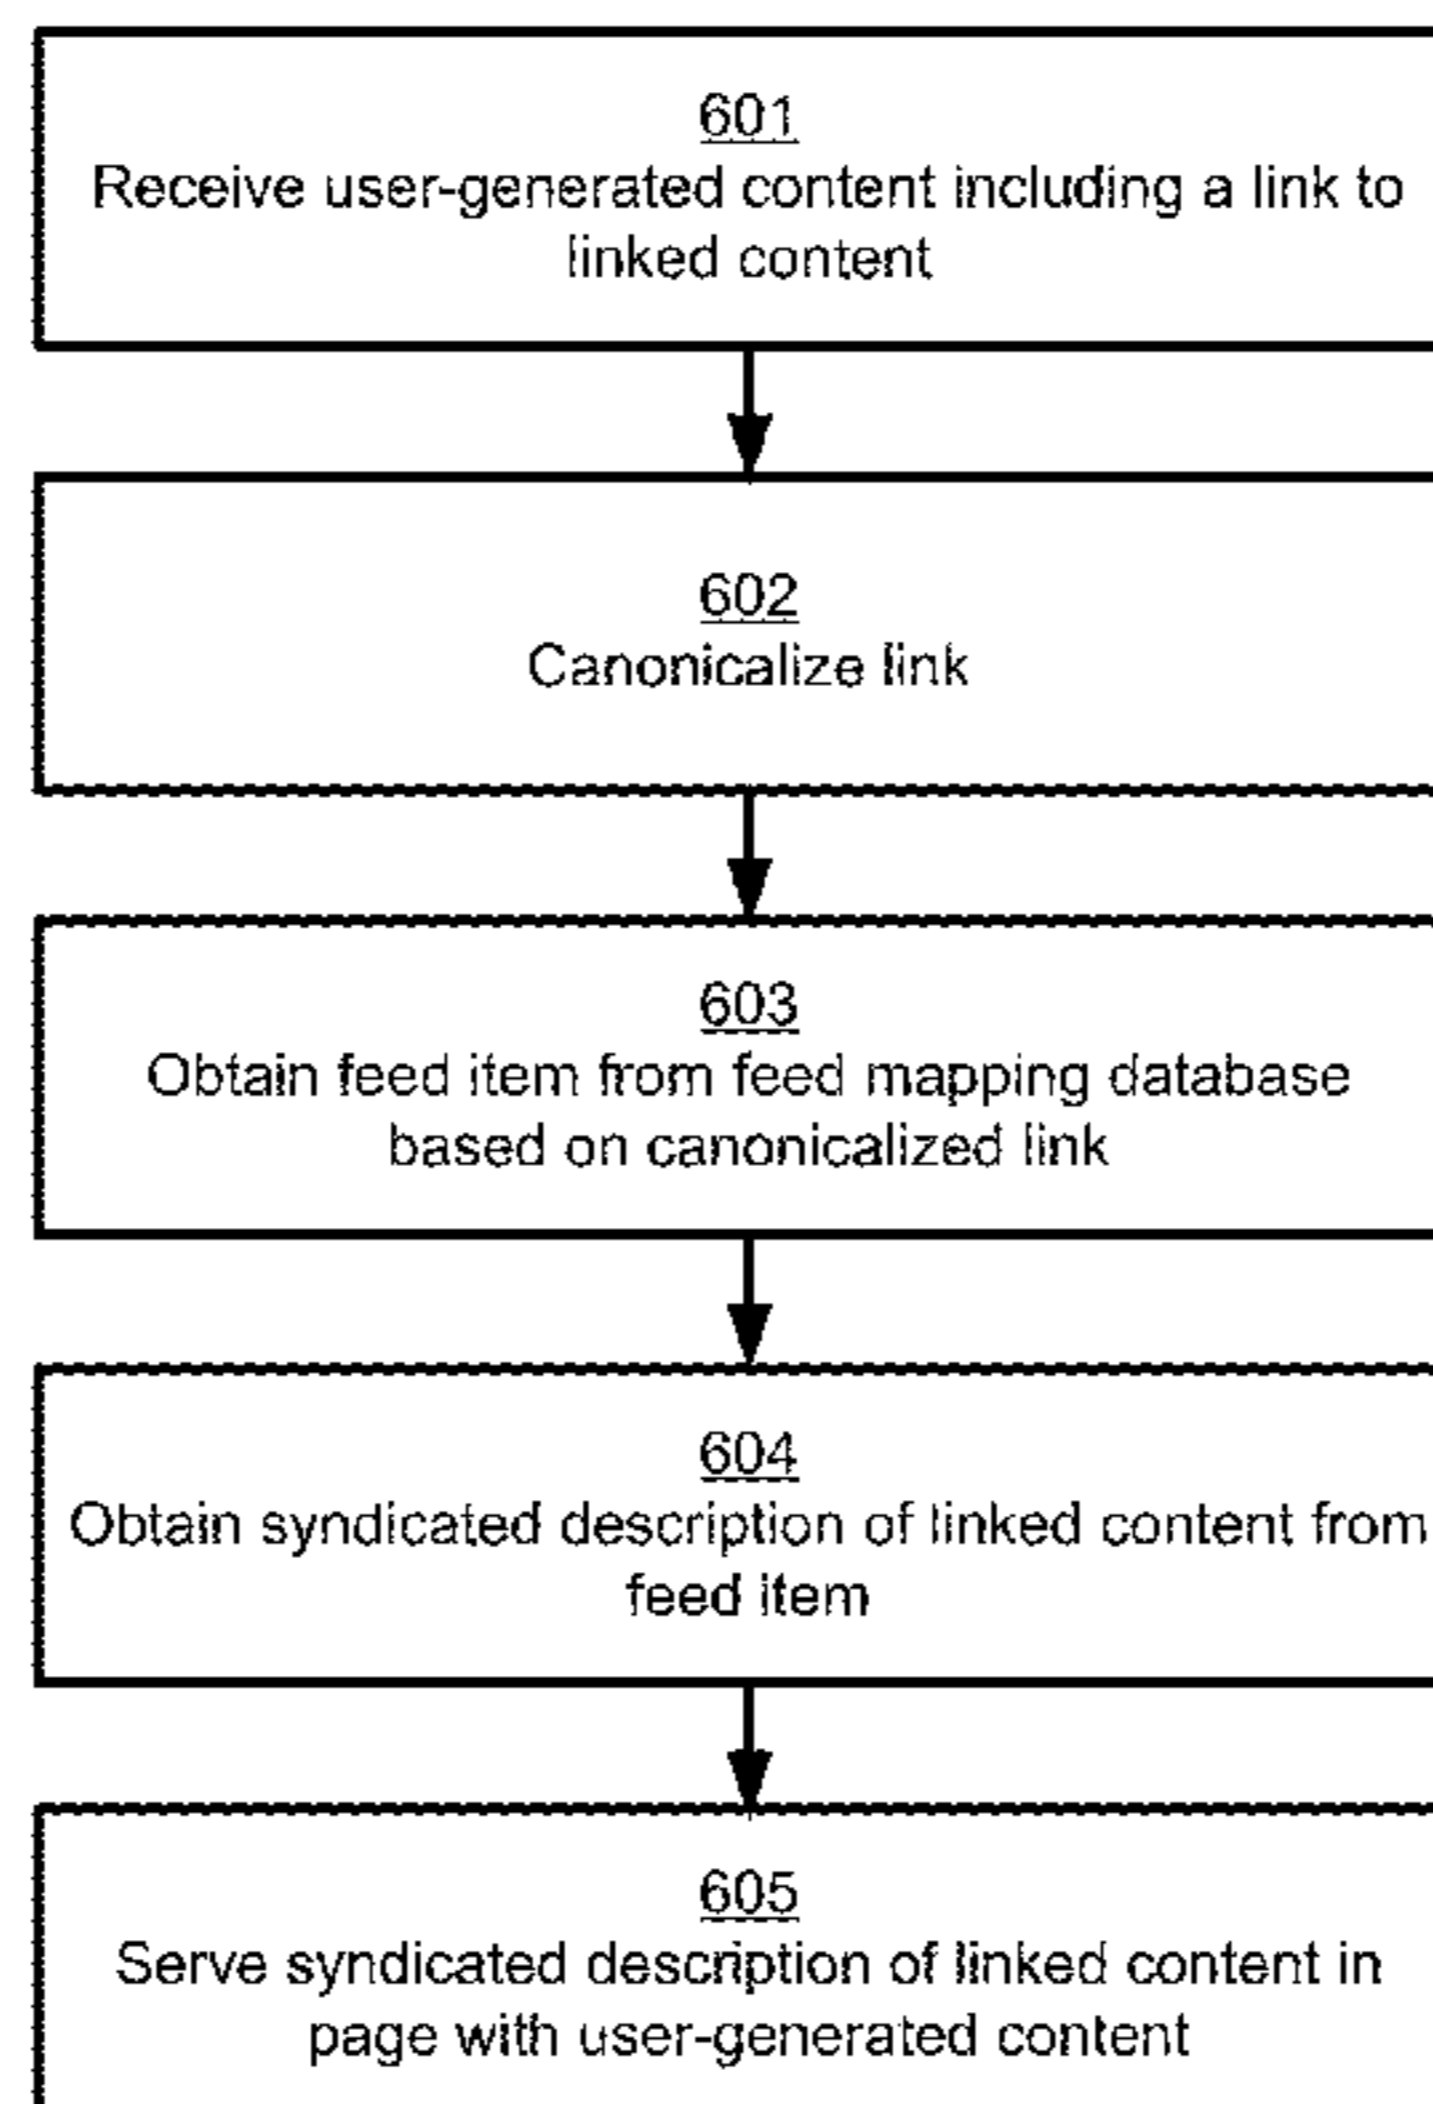 601
Receive user-generated content including a link to
linked content
602
Canonicalize link
603
Obtain feed item from feed mapping database
based on canonicalized link
604
Obtain syndicated description of linked content from
feed item
605
Serve syndicated description of linked content in
page with user-generated content